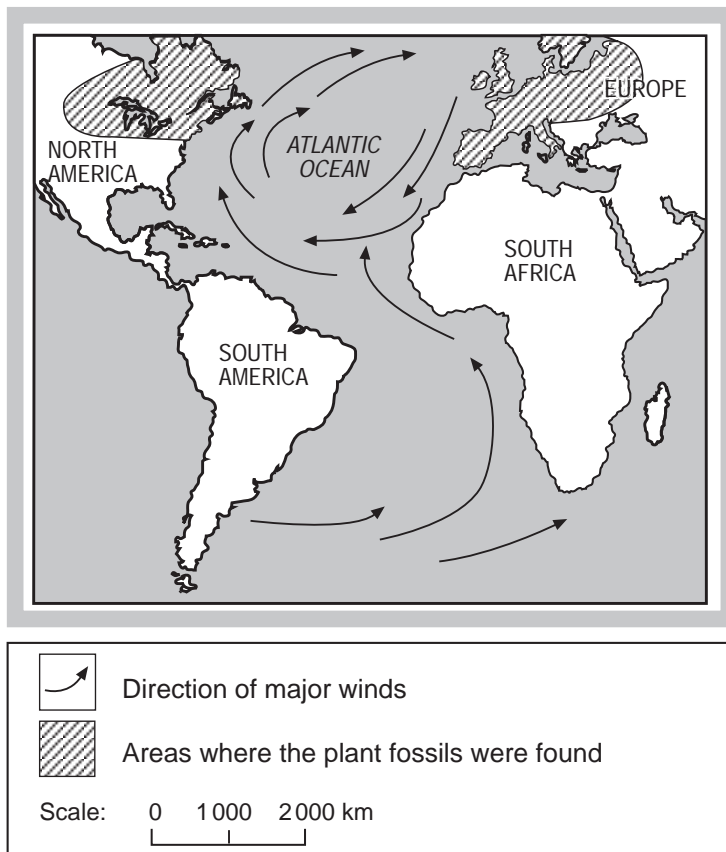 EUROPE
ATLANTIC
OCEAN
NORTH
AMERICA
SOUTH
AFRICA
SOUTH
AMERICA
Direction of major winds
Areas where the plant fossils were found
Scale: 0 1 000 2 000 km